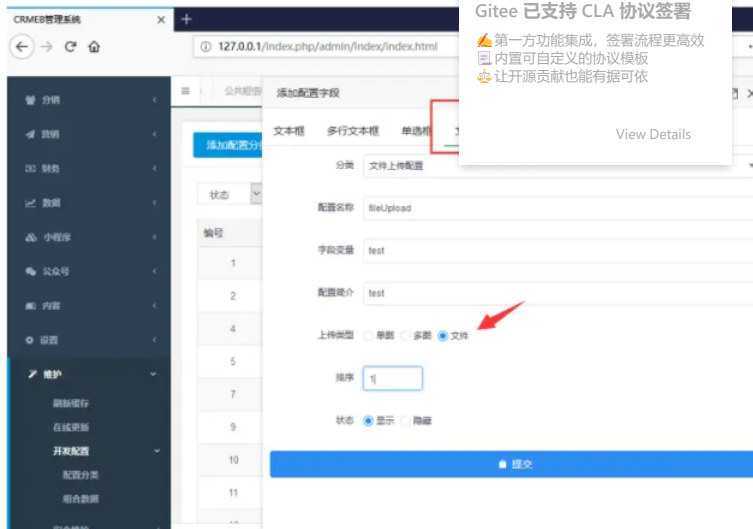 CRMEB管理系统
127.0.0.1/index.php/admin/index/index.html
Gitee 已支持 CLA 协议签署
✍第一方功能集成，签署流程更高效
内置可自定义的协议模板
⚖让开源贡献也能有据可依
View Details
分销
营销
财务
数据
小程序
公众号
内容
设置
维护
刷新缓存
在线更新
开发配置
配置分类
组合数据
公共短信
添加配置分
状态
编号
1
2
4
5
7
9
10
11
添加配置字段
文本框
多行文本框
单选框
分类 文件上传配置
配置名称 fileUpload
字段变量 test
配置简介 test
上传类型 单图 多图 文件
排序 1
状态 显示 隐藏
提交